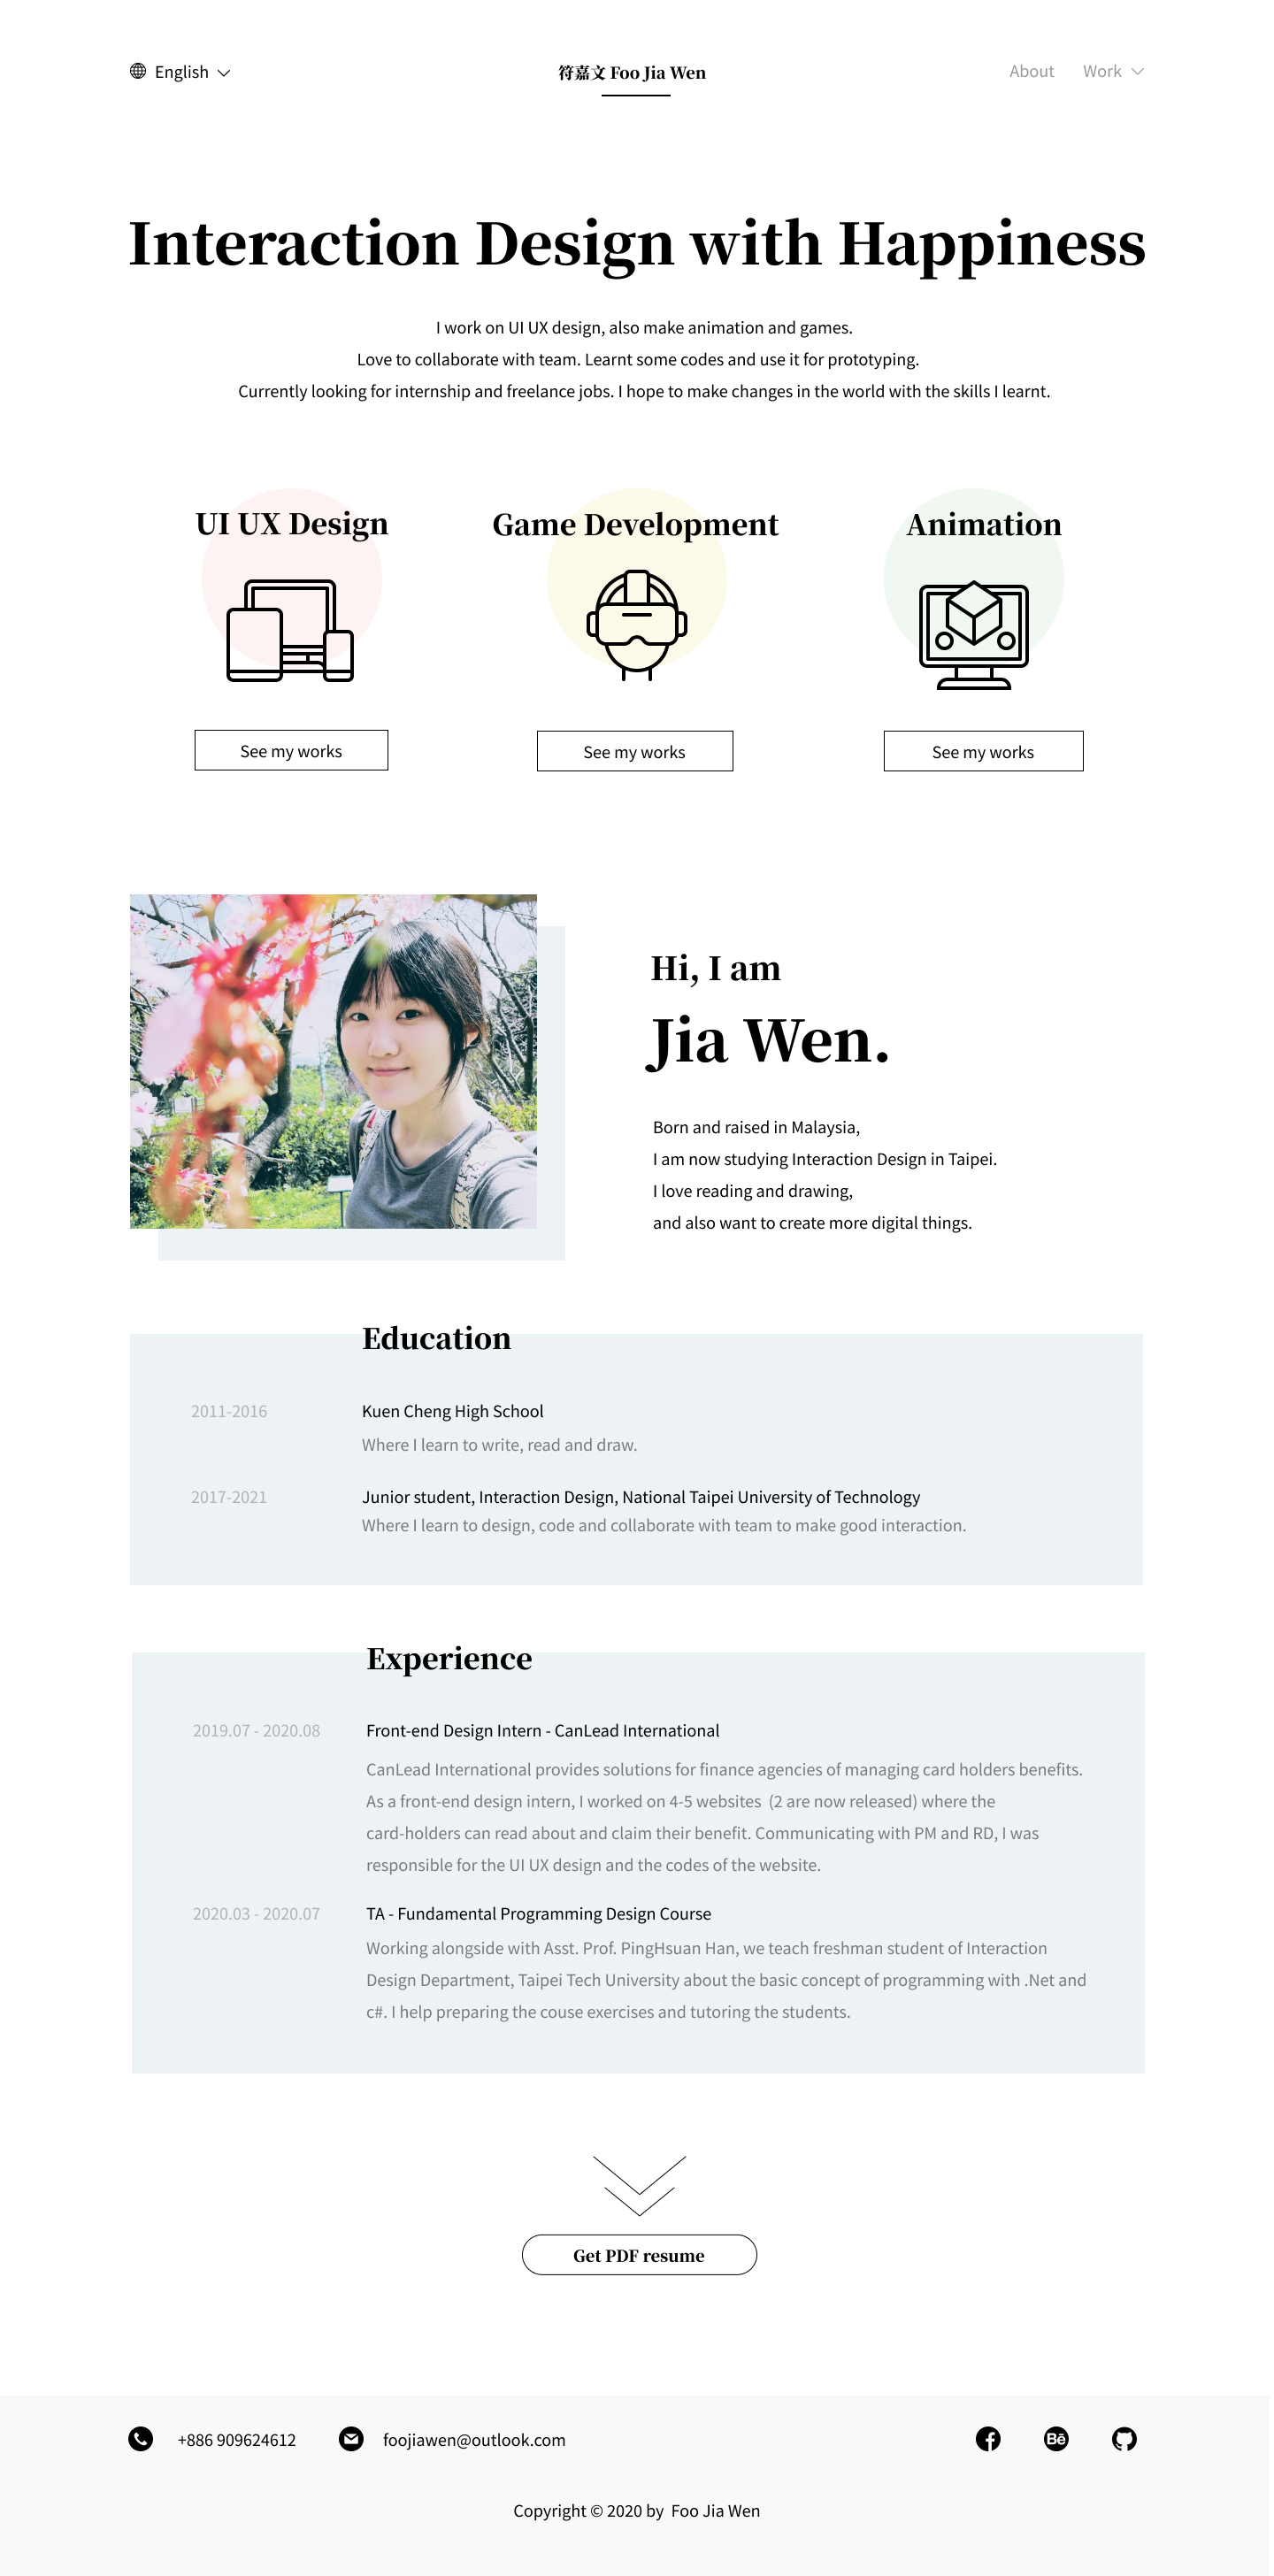 English
符嘉文 Foo Jia Wen
About
Work
Interaction Design with Happiness
I work on UI UX design, also make animation and games.
Love to collaborate with team. Learnt some codes and use it for prototyping.
Currently looking for internship and freelance jobs. I hope to make changes in the world with the skills I learnt.
UI UX Design
Game Development
Animation
See my works
See my works
See my works
Hi, I am
Jia Wen.
Born and raised in Malaysia,
I am now studying Interaction Design in Taipei.
I love reading and drawing,
and also want to create more digital things.
Education
2011-2016
Kuen Cheng High School
Where I learn to write, read and draw.
2017-2021
Junior student, Interaction Design, National Taipei University of Technology
Where I learn to design, code and collaborate with team to make good interaction.
Experience
2019.07 - 2020.08
Front-end Design Intern - CanLead International
CanLead International provides solutions for finance agencies of managing card holders benefits.
As a front-end design intern, I worked on 4-5 websites  (2 are now released) where the
card-holders can read about and claim their benefit. Communicating with PM and RD, I was
responsible for the UI UX design and the codes of the website.
2020.03 - 2020.07
TA - Fundamental Programming Design Course
Working alongside with Asst. Prof. PingHsuan Han, we teach freshman student of Interaction
Design Department, Taipei Tech University about the basic concept of programming with .Net and
c#. I help preparing the couse exercises and tutoring the students.
Get PDF resume
+886 909624612
foojiawen@outlook.com
Bē
Copyright © 2020 by  Foo Jia Wen